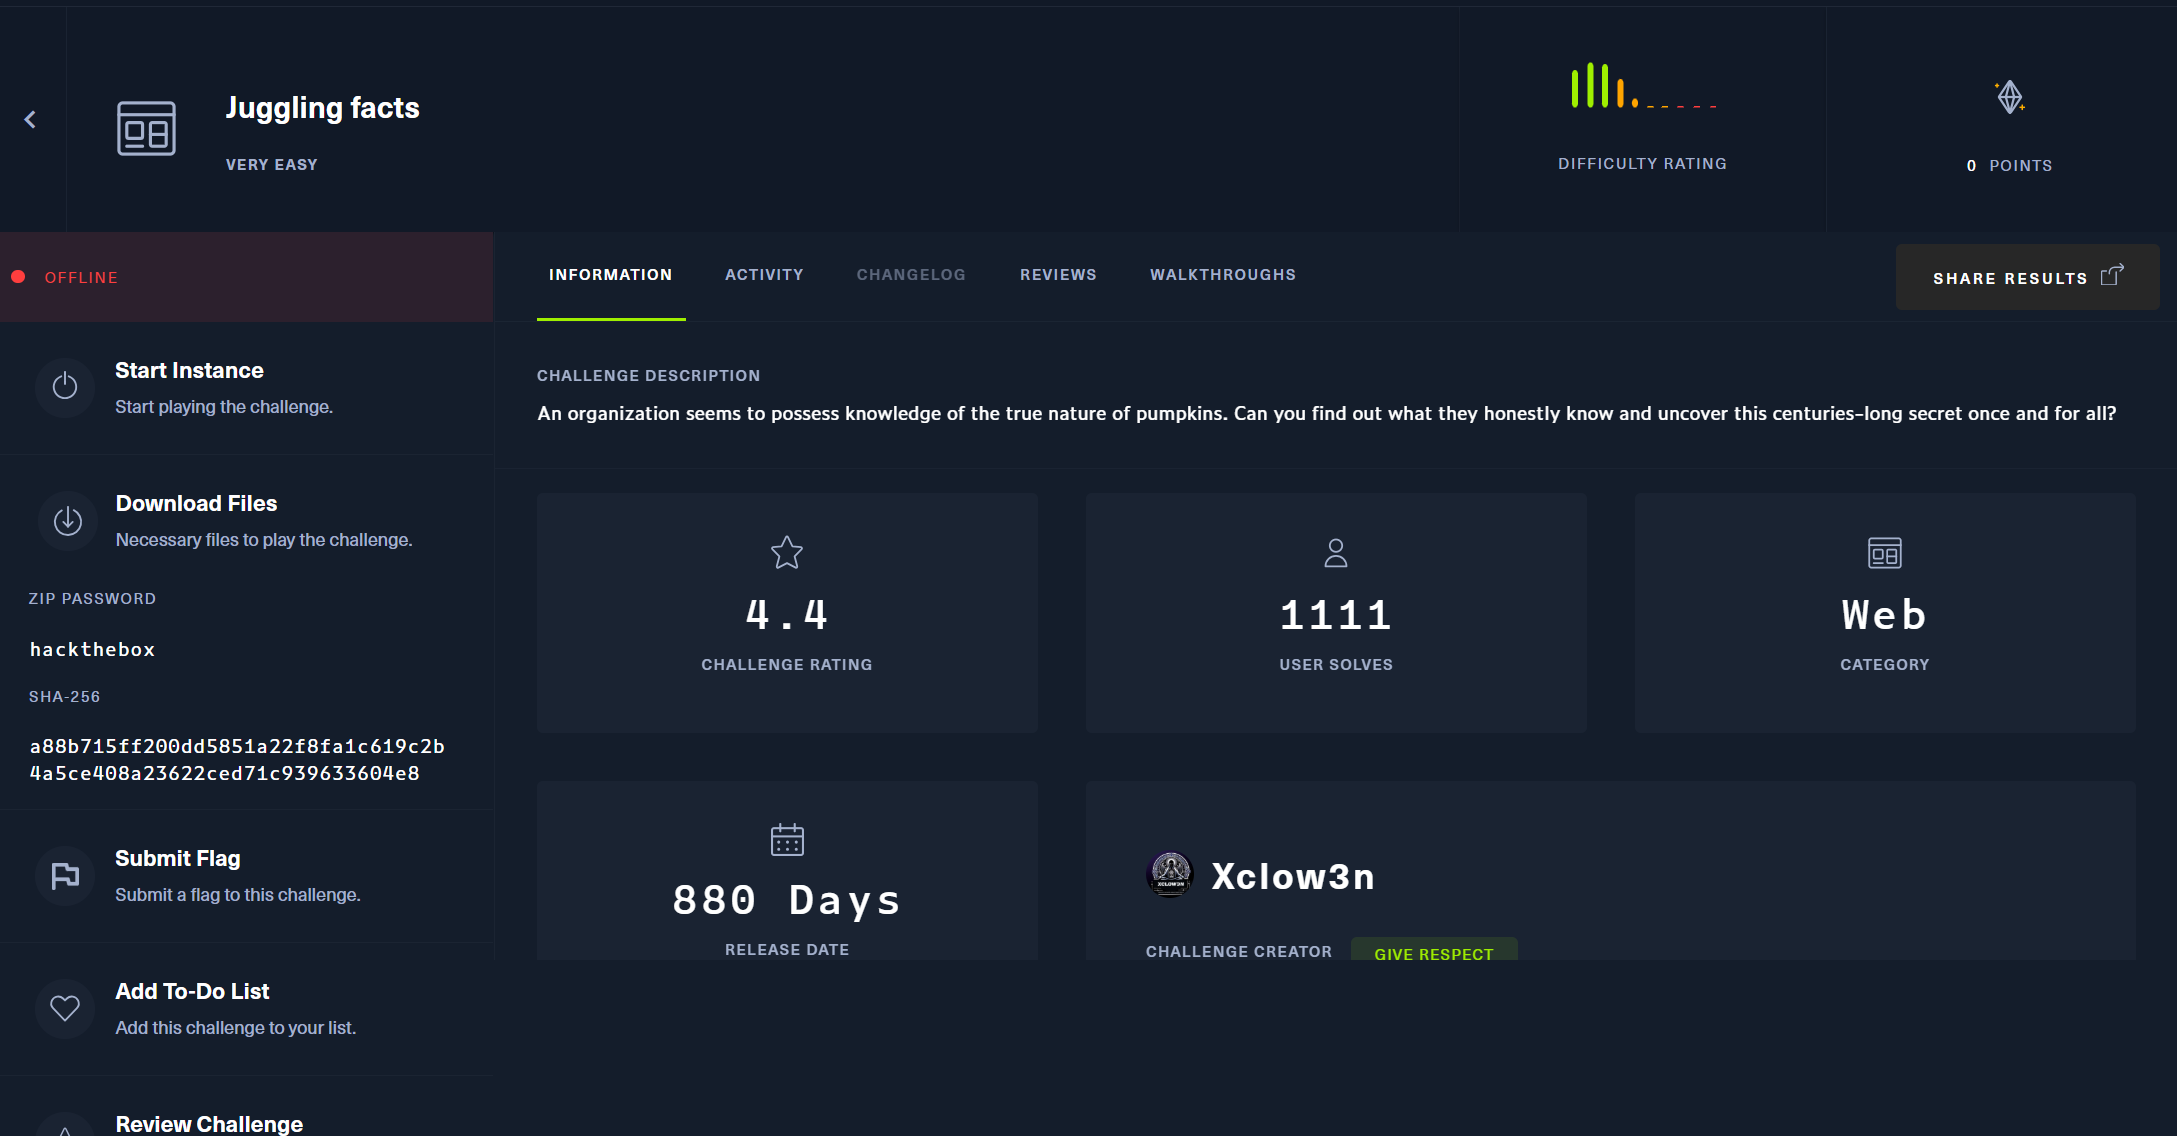 Juggling facts
VERY EASY
DIFFICULTY RATING
0 POINTS
OFFLINE
INFORMATION
ACTIVITY
CHANGELOG
REVIEWS
WALKTHROUGHS
SHARE RESULTS
Start Instance
Start playing the challenge.
Download Files
Necessary files to play the challenge.
ZIP PASSWORD
hackthebox
SHA-256
a88b715ff200dd5851a22f8fa1c619c2b
4a5ce408a23622ced71c939633604e8
Submit Flag
Submit a flag to this challenge.
Add To-Do List
Add this challenge to your list.
Review Challenge
CHALLENGE DESCRIPTION
An organization seems to possess knowledge of the true nature of pumpkins. Can you find out what they honestly know and uncover this centuries-long secret once and for all?
4.4
CHALLENGE RATING
1111
USER SOLVES
Web
CATEGORY
880 Days
RELEASE DATE
XCLOW3N
Xclow3n
CHALLENGE CREATOR
GIVE RESPECT